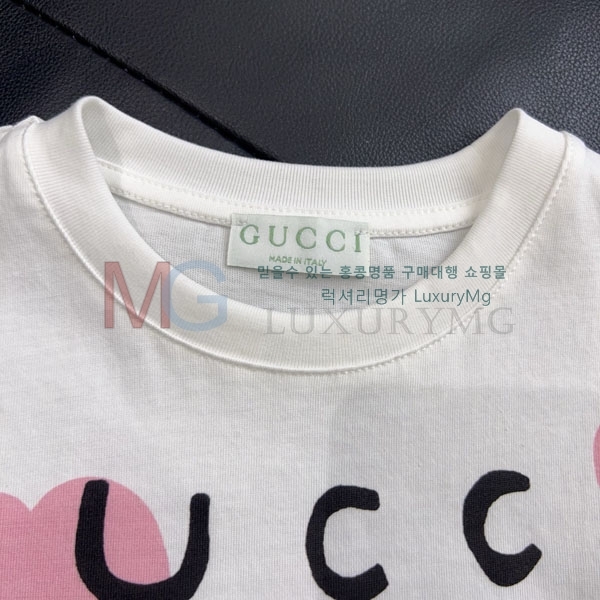 GUCCI
MADE IN ITALY
믿을수 있는 홍콩명품 구매대행 쇼핑몰
럭셔리명가 LuxuryMg
MG LUXURYMG
UCC